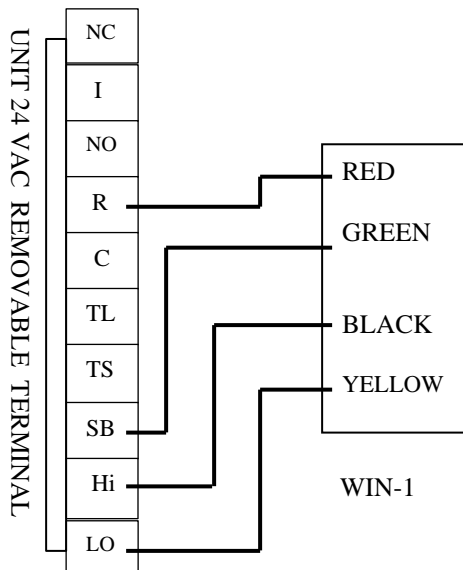 UNIT 24 VAC REMOVABLE TERMINAL
NC
I
NO
R
C
TL
TS
SB
Hi
LO
RED
GREEN
BLACK
YELLOW
WIN-1